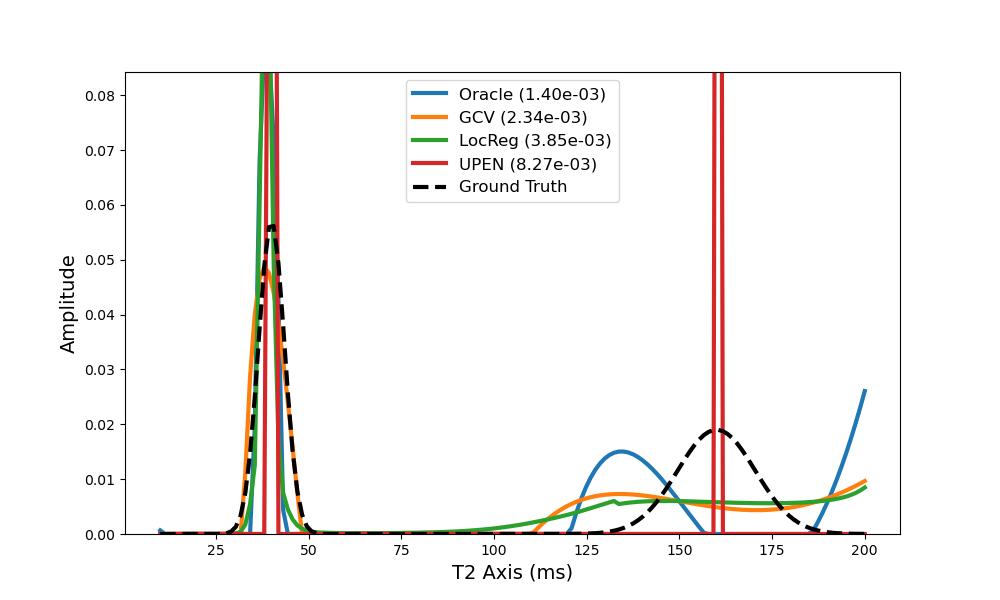 Oracle (1.40e-03)
GCV (2.34e-03)
LocReg (3.85e-03)
UPEN (8.27e-03)
Ground Truth
Amplitude
0.08
0.07
0.06
0.05
0.04
0.03
0.02
0.01
0.00
25 50 75 100 125 150 175 200
T2 Axis (ms)